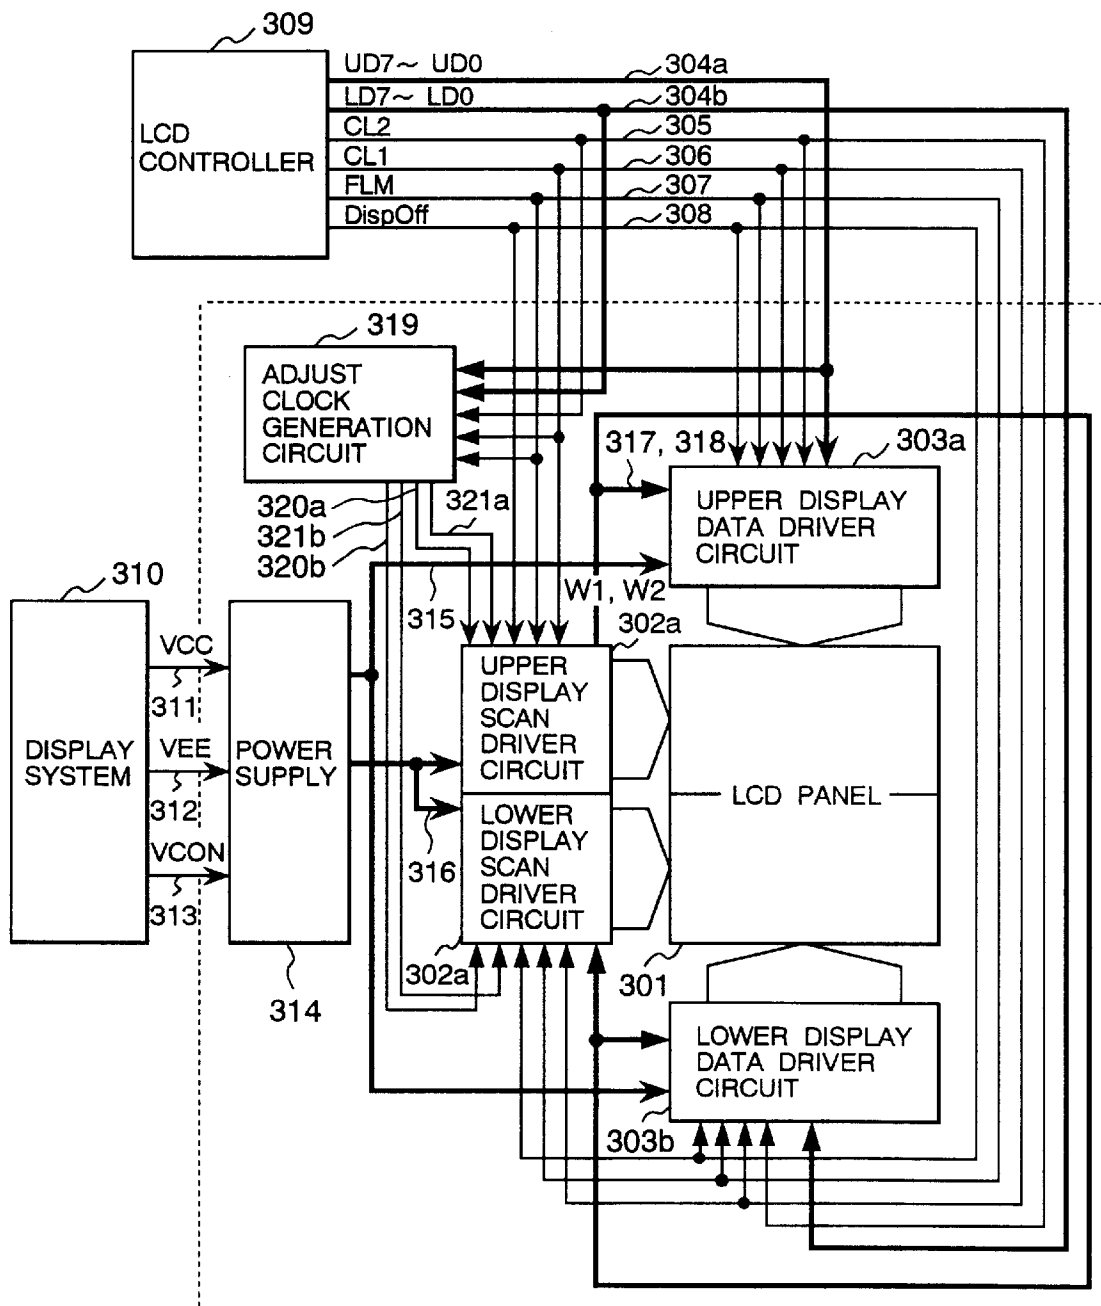 309
LCD
CONTROLLER
UD7~ UD0
304a
LD7~ LD0
304b
CL2
305
CL1
306
FLM
307
DispOff
308
319
ADJUST
CLOCK
GENERATION
CIRCUIT
320a
321b
320b
321a
315
317, 318
303a
UPPER DISPLAY
DATA DRIVER
CIRCUIT
W1, W2
302a
310
DISPLAY
SYSTEM
VCC
311
VEE
312
VCON
313
POWER
SUPPLY
314
UPPER
DISPLAY
SCAN
DRIVER
CIRCUIT
LOWER
DISPLAY
SCAN
DRIVER
CIRCUIT
316
302a
LCD PANEL
301
LOWER DISPLAY
DATA DRIVER
CIRCUIT
303b